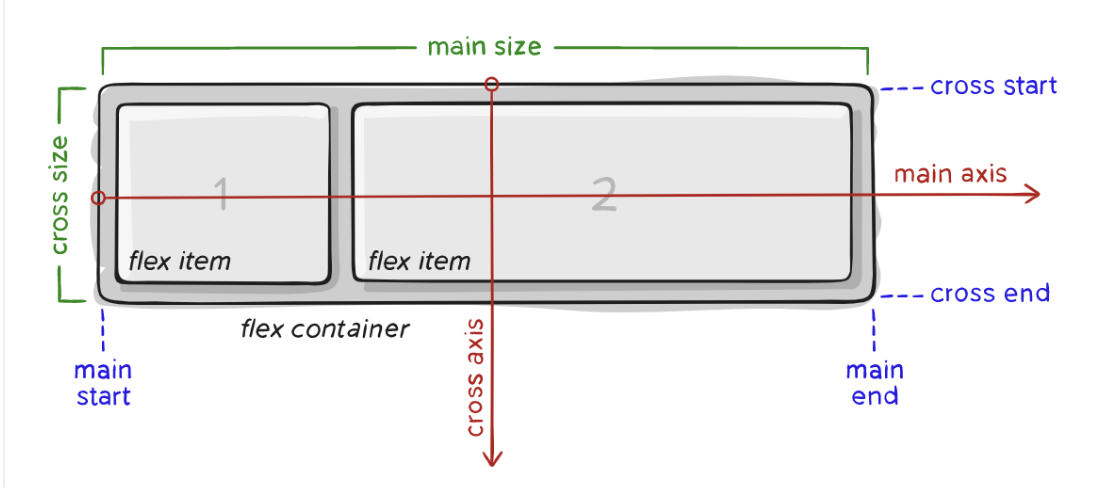 main size
cross start
cross size
main axis
1
2
flex item
flex item
cross end
flex container
cross axis
main
start
main
end